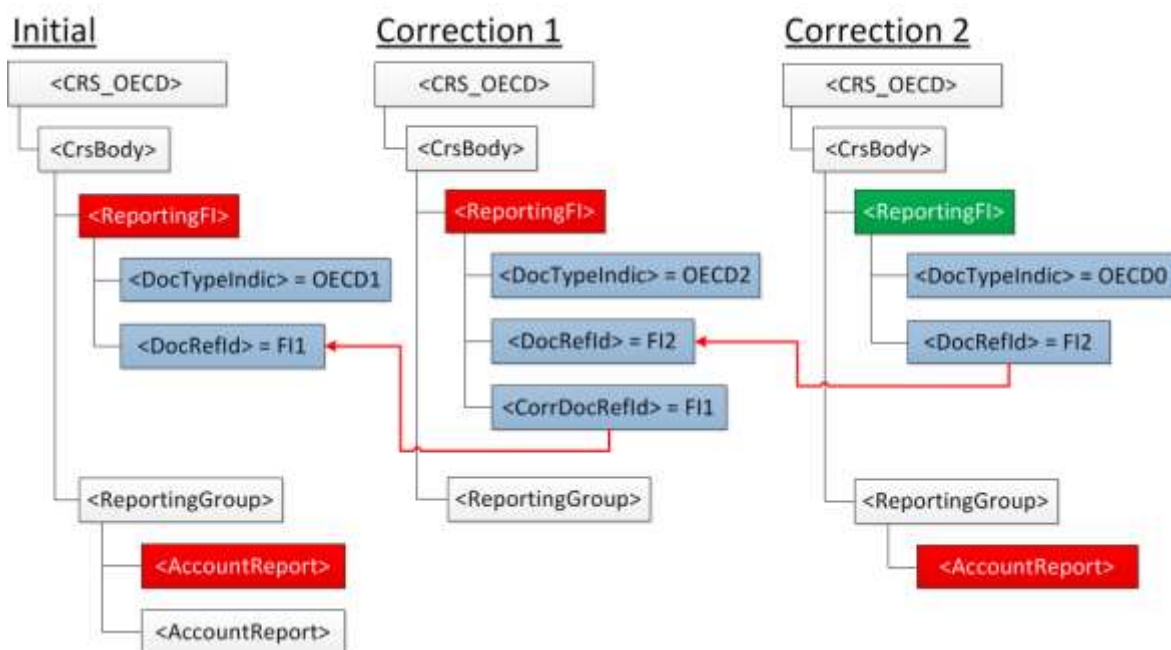 Initial
<CRS_OECD>
<CrsBody>
<ReportingFI>
<DocTypeIndic> = OECD1
<DocRefId> = FI1
<ReportingGroup>
<AccountReport>
<AccountReport>
Correction 1
<CRS_OECD>
<CrsBody>
<ReportingFI>
<DocTypeIndic> = OECD2
<DocRefId> = FI2
<CorrDocRefId> = FI1
<ReportingGroup>
Correction 2
<CRS_OECD>
<CrsBody>
<ReportingFI>
<DocTypeIndic> = OECD0
<DocRefId> = FI2
<ReportingGroup>
<AccountReport>